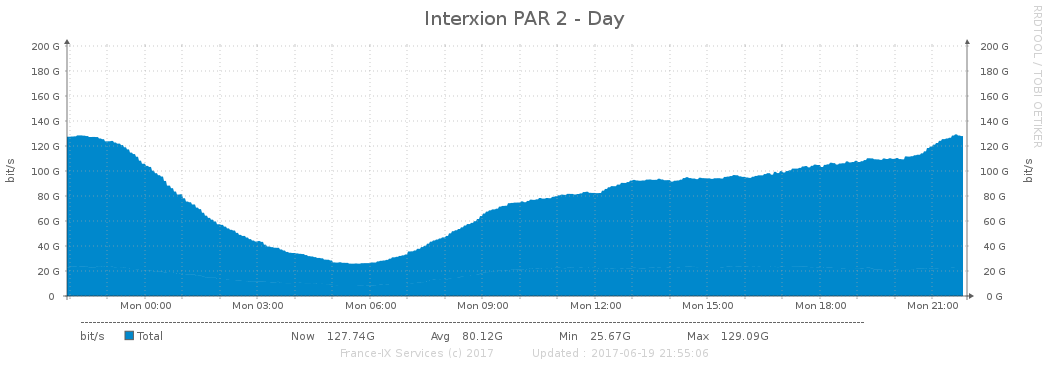 Interxion PAR 2 - Day
RRDTOOL / TOBI OETIKER
200 G 200 G
180 G 180 G
160 G 160 G
140 G 140 G
120 G 120 G
100 G 100 G
80 G 80 G
60 G 60 G
40 G 40 G
20 G 20 G
0 0 G
bit/s
bit/s
Mon 00:00 Mon 03:00 Mon 06:00 Mon 09:00 Mon 12:00 Mon 15:00 Mon 18:00 Mon 21:00
bit/s Total Now 127.74G Avg 80.12G Min 25.67G Max 129.09G
France-IX Services (c) 2017 Updated : 2017-06-19 21:55:06